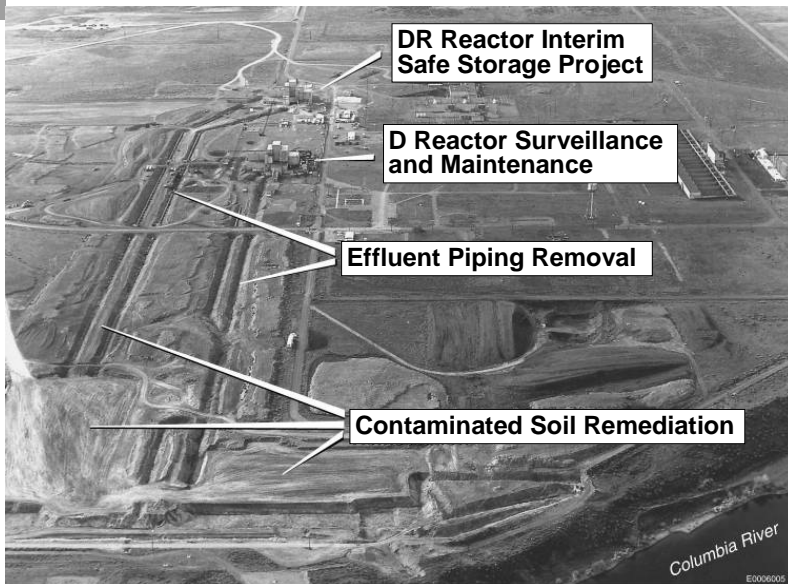 DR Reactor Interim
Safe Storage Project
D Reactor Surveillance
and Maintenance
Effluent Piping Removal
Contaminated Soil Remediation
Columbia River
E0006005